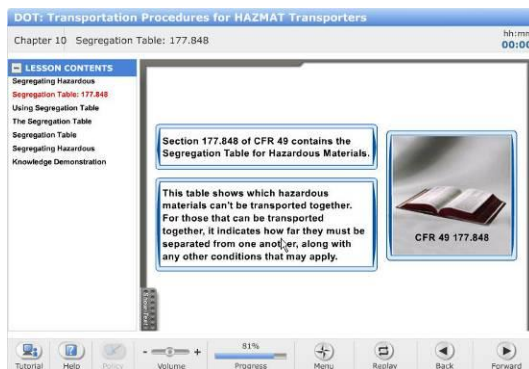 DOT: Transportation Procedures for HAZMAT Transporters
Chapter 10 Segregation Table: 177.848
hh:mm
00:00
LESSON CONTENTS
Segregating Hazardous
Segregation Table: 177.848
Using Segregation Table
The Segregation Table
Segregation Table
Segregating Hazardous
Knowledge Demonstration
Section 177.848 of CFR 49 contains the
Segregation Table for Hazardous Materials.
This table shows which hazardous
materials can't be transported together.
For those that can be transported
together, it indicates how far they must be
separated from one another, along with
any other conditions that may apply.
CFR 49 177.848
- +
81%
Tutorial Help Policy Volume Progress Menu Replay Back Forward